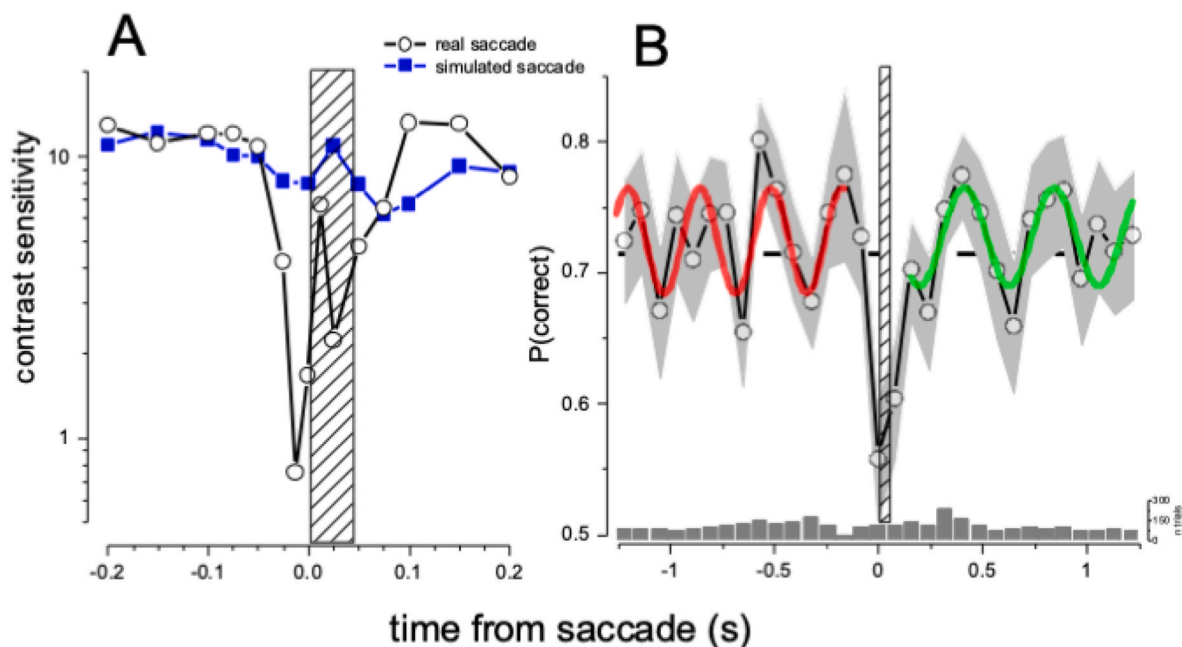 A
real saccade
simulated saccade
contrast sensitivity
10
1
-0.2
-0.1
0.0
0.1
0.2
B
P(correct)
0.8
0.7
0.6
0.5
300
150
0
n trials
-1
-0.5
0
0.5
1
time from saccade (s)